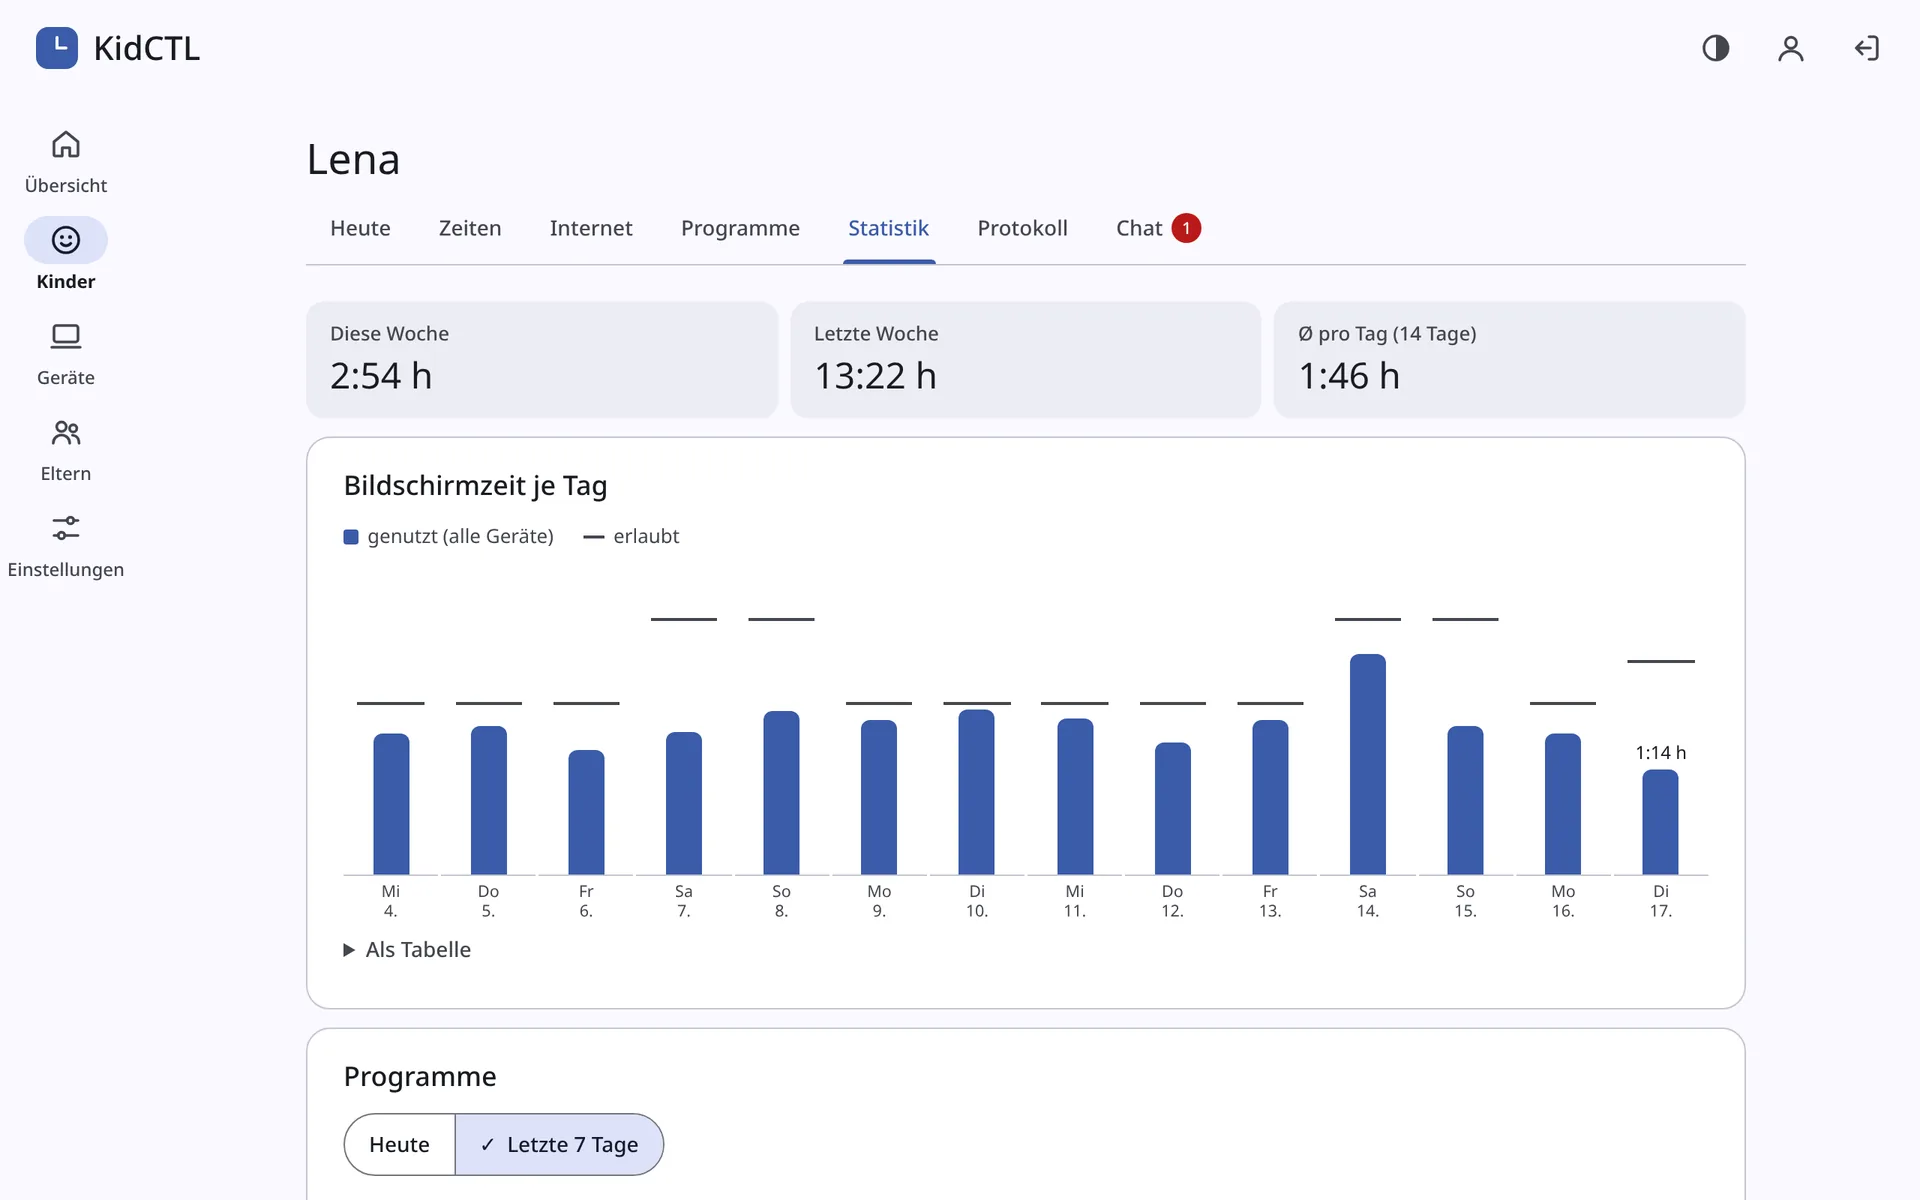 KidCTL
Übersicht
Kinder
Geräte
Eltern
Einstellungen
Lena
Heute Zeiten Internet Programme Statistik Protokoll Chat 1
Diese Woche
2:54 h
Letzte Woche
13:22 h
Ø pro Tag (14 Tage)
1:46 h
Bildschirmzeit je Tag
genutzt (alle Geräte) erlaubt
1:14 h
Mi Do Fr Sa So Mo Di Mi Do Fr Sa So Mo Di
4. 5. 6. 7. 8. 9. 10. 11. 12. 13. 14. 15. 16. 17.
Als Tabelle
Programme
Heute ✓ Letzte 7 Tage